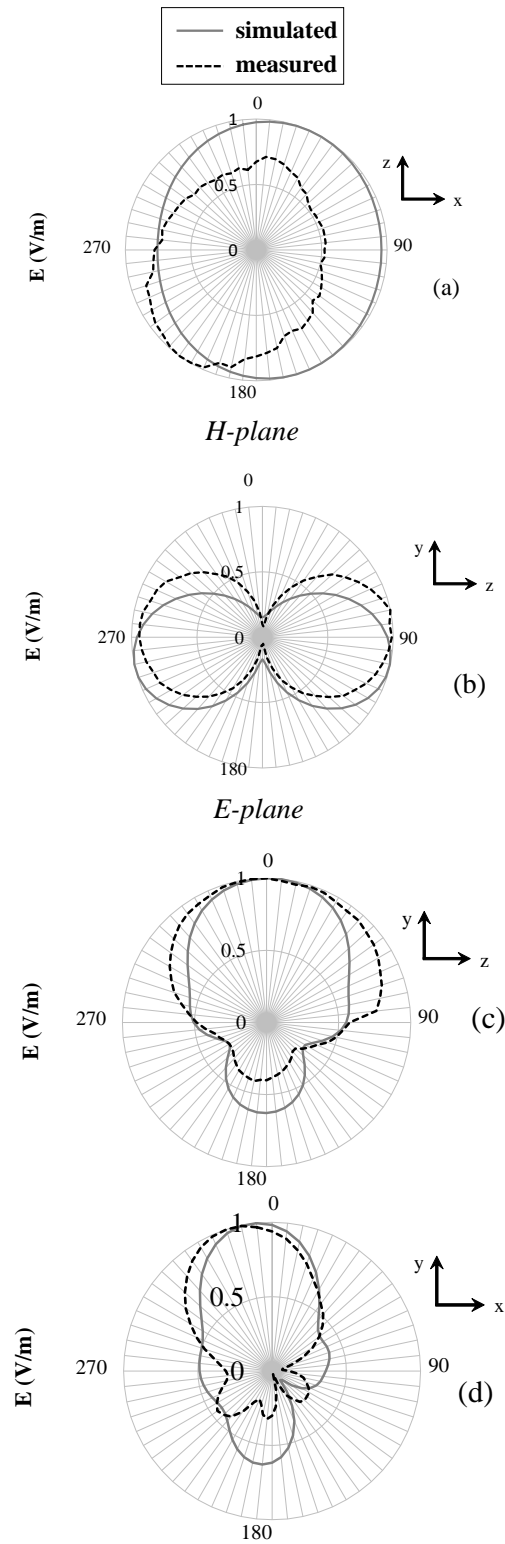 simulated
measured
0
1
z
x
0.5
E (V/m)
270
0
90
(a)
180
H-plane
0
1
y
z
0.5
E (V/m)
270
0
90
(b)
180
E-plane
0
1
y
z
0.5
E (V/m)
270
0
90
(c)
180
0
1
y
x
0.5
E (V/m)
270
0
90
(d)
180